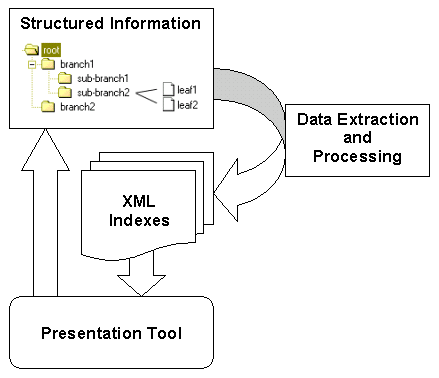 Structured Information
root
branch1
sub-branch1
sub-branch2
leaf1
leaf2
branch2
Data Extraction
and
Processing
XML
Indexes
Presentation Tool